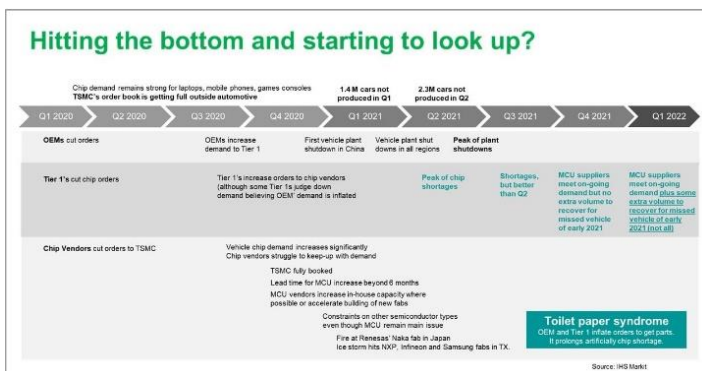 Hitting the bottom and starting to look up?
Chip demand remains strong for laptops, mobile phones, games consoles
TSMC's order book is getting full outside automotive
1.4 M cars not
produced in Q1
2.3M cars not
produced in Q2
Q1 2020
Q2 2020
Q3 2020
Q4 2020
Q1 2021
Q2 2021
Q3 2021
Q4 2021
Q1 2022
OEMs cut orders
OEMs increase
demand to Tier 1
First vehicle plant
shutdown in China
Vehicle plant shut
downs in all regions
Peak of plant
shutdowns
Tier 1's cut chip orders
Tier 1's increase orders to chip vendors
(although some Tier 1s judge down
demand believing OEM' demand is inflated
Peak of chip
shortages
Shortages,
but better
than Q2
MCU suppliers
meet on-going
demand but no
extra volume to
recover for
missed vehicle
of early 2021
MCU suppliers
meet on-going
demand plus some
extra volume to
recover for missed
vehicle of early
2021 (not all)
Chip Vendors cut orders to TSMC
Vehicle chip demand increases significantly
Chip vendors struggle to keep-up with demand
TSMC fully booked
Lead time for MCU increase beyond 6 months
MCU vendors increase in-house capacity where
possible or accelerate building of new fabs
Constraints on other semiconductor types
even though MCU remain main issue
Fire at Renesas' Naka fab in Japan
Ice storm hits NXP, Infineon and Samsung fabs in TX.
Toilet paper syndrome
OEM and Tier 1 inflate orders to get parts.
It prolongs artificially chip shortage.
Source: IHS Markit